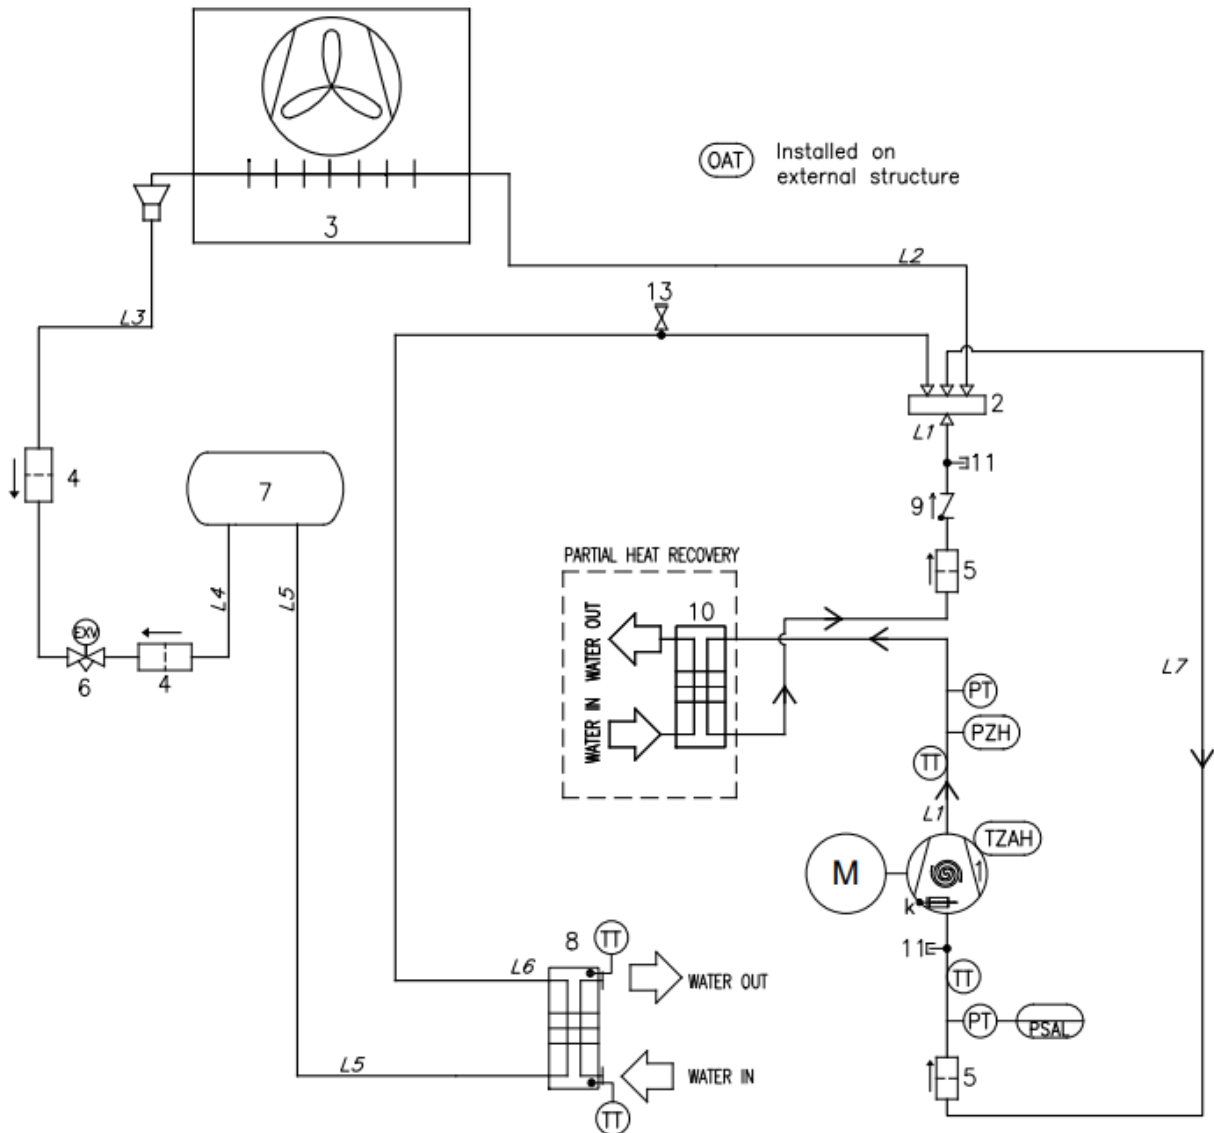 OAT
Installed on
external structure
3
L2
13
L3
2
L1
11
4
7
9
PARTIAL HEAT RECOVERY
5
10
L4
L5
WATER OUT
WATER IN
EXV
6
4
L7
PT
PZH
TT
L1
TZAH
M
1
k
11
8
TT
TT
L6
WATER OUT
PT
PSAL
L5
WATER IN
5
TT